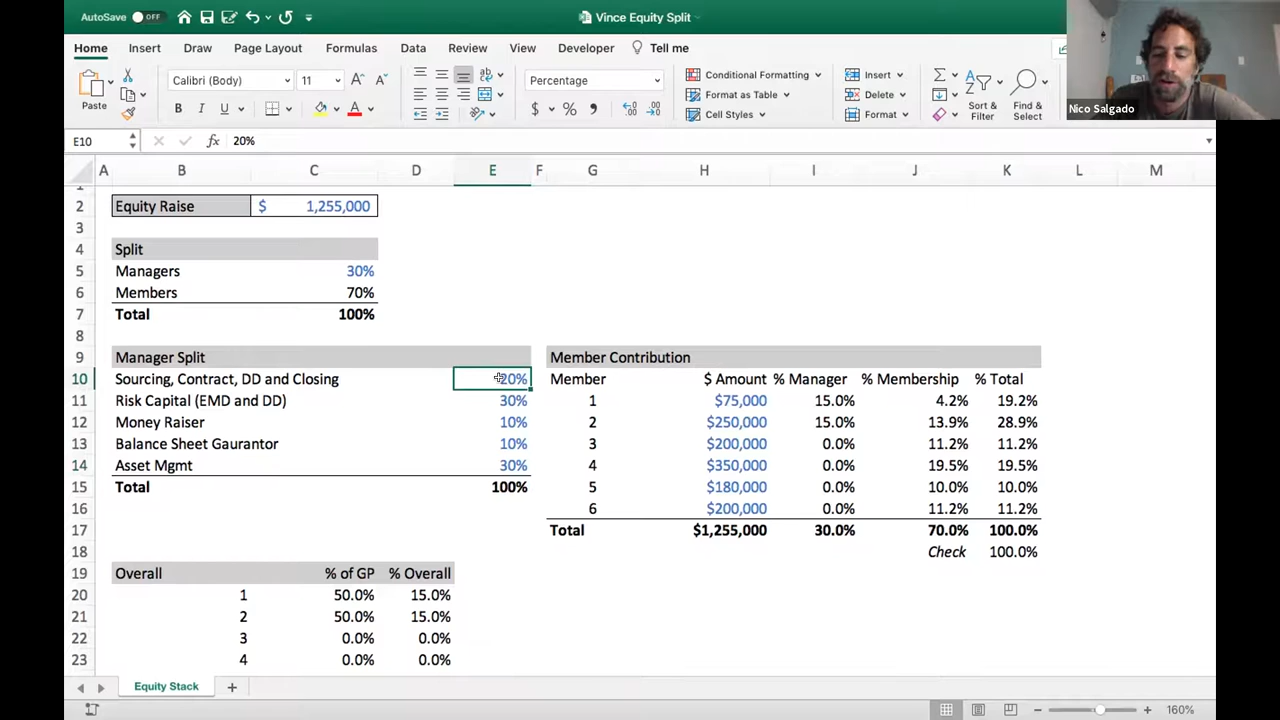 AutoSave OFF Vince Equity Split
Home Insert Draw Page Layout Formulas Data Review View Developer Tell me
Paste Calibri (Body) 11 Percentage Conditional Formatting Insert
Format as Table Delete
Cell Styles Format
Sort & Filter Find & Select
Nico Salgado
E10 fx 20%
A B C D E F G H I J K L M
2 Equity Raise $ 1,255,000
3
4 Split
5 Managers 30%
6 Members 70%
7 Total 100%
8
9 Manager Split Member Contribution
10 Sourcing, Contract, DD and Closing 20% Member $ Amount % Manager % Membership % Total
11 Risk Capital (EMD and DD) 30% 1 $75,000 15.0% 4.2% 19.2%
12 Money Raiser 10% 2 $250,000 15.0% 13.9% 28.9%
13 Balance Sheet Gaurantor 10% 3 $200,000 0.0% 11.2% 11.2%
14 Asset Mgmt 30% 4 $350,000 0.0% 19.5% 19.5%
15 Total 100% 5 $180,000 0.0% 10.0% 10.0%
16 6 $200,000 0.0% 11.2% 11.2%
17 Total $1,255,000 30.0% 70.0% 100.0%
18 Check 100.0%
19 Overall % of GP % Overall
20 1 50.0% 15.0%
21 2 50.0% 15.0%
22 3 0.0% 0.0%
23 4 0.0% 0.0%
Equity Stack
160%